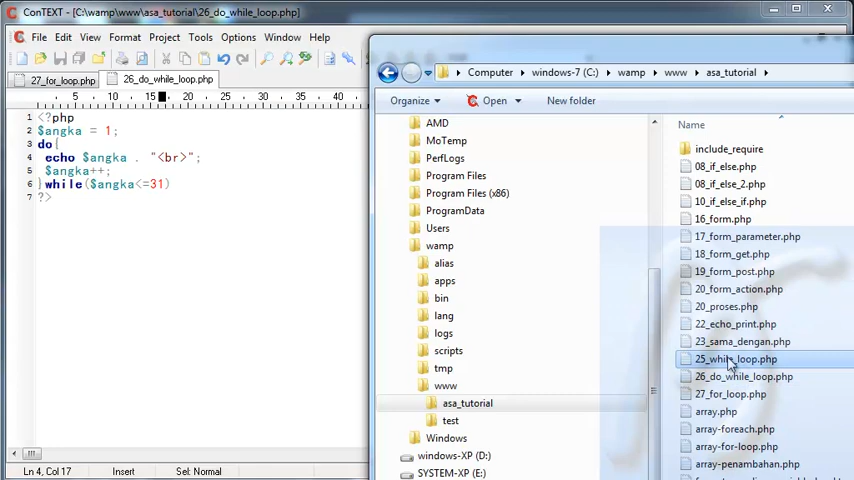 ConTEXT - [C:\wamp\www\asa_tutorial\26_do_while_loop.php]
File Edit View Format Project Tools Options Window Help
27_for_loop.php 26_do_while_loop.php
0 5 10 15 20 25 30 35 40 45
1 <?php
2 $angka = 1;
3 do{
4 echo $angka . "<br>";
5 $angka++;
6 }while($angka<=31)
7 ?>
Ln 4, Col 17 Insert Sel: Normal
Computer windows-7 (C:) wamp www asa_tutorial
Organize Open New folder
AMD
MoTemp
PerfLogs
Program Files
Program Files (x86)
ProgramData
Users
wamp
alias
apps
bin
lang
logs
scripts
tmp
www
asa_tutorial
test
Windows
windows-XP (D:)
SYSTEM-XP (E:)
Name
include_require
08_if_else.php
08_if_else_2.php
10_if_else_if.php
16_form.php
17_form_parameter.php
18_form_get.php
19_form_post.php
20_form_action.php
20_proses.php
22_echo_print.php
23_sama_dengan.php
25_while_loop.php
26_do_while_loop.php
27_for_loop.php
array.php
array-foreach.php
array-for-loop.php
array-penambahan.php